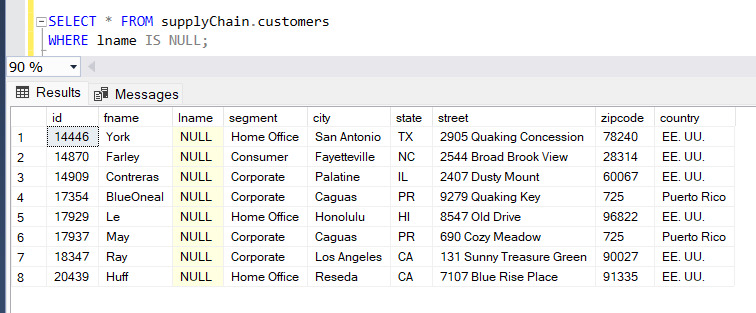 SELECT * FROM supplyChain.customers
WHERE lname IS NULL;
90 %
Results Messages
id fname lname segment city state street zipcode country
1 14446 York NULL Home Office San Antonio TX 2905 Quaking Concession 78240 EE. UU.
2 14870 Farley NULL Consumer Fayetteville NC 2544 Broad Brook View 28314 EE. UU.
3 14909 Contreras NULL Corporate Palatine IL 2407 Dusty Mount 60067 EE. UU.
4 17354 BlueOneal NULL Corporate Caguas PR 9279 Quaking Key 725 Puerto Rico
5 17929 Le NULL Home Office Honolulu HI 8547 Old Drive 96822 EE. UU.
6 17937 May NULL Corporate Caguas PR 690 Cozy Meadow 725 Puerto Rico
7 18347 Ray NULL Corporate Los Angeles CA 131 Sunny Treasure Green 90027 EE. UU.
8 20439 Huff NULL Home Office Reseda CA 7107 Blue Rise Place 91335 EE. UU.